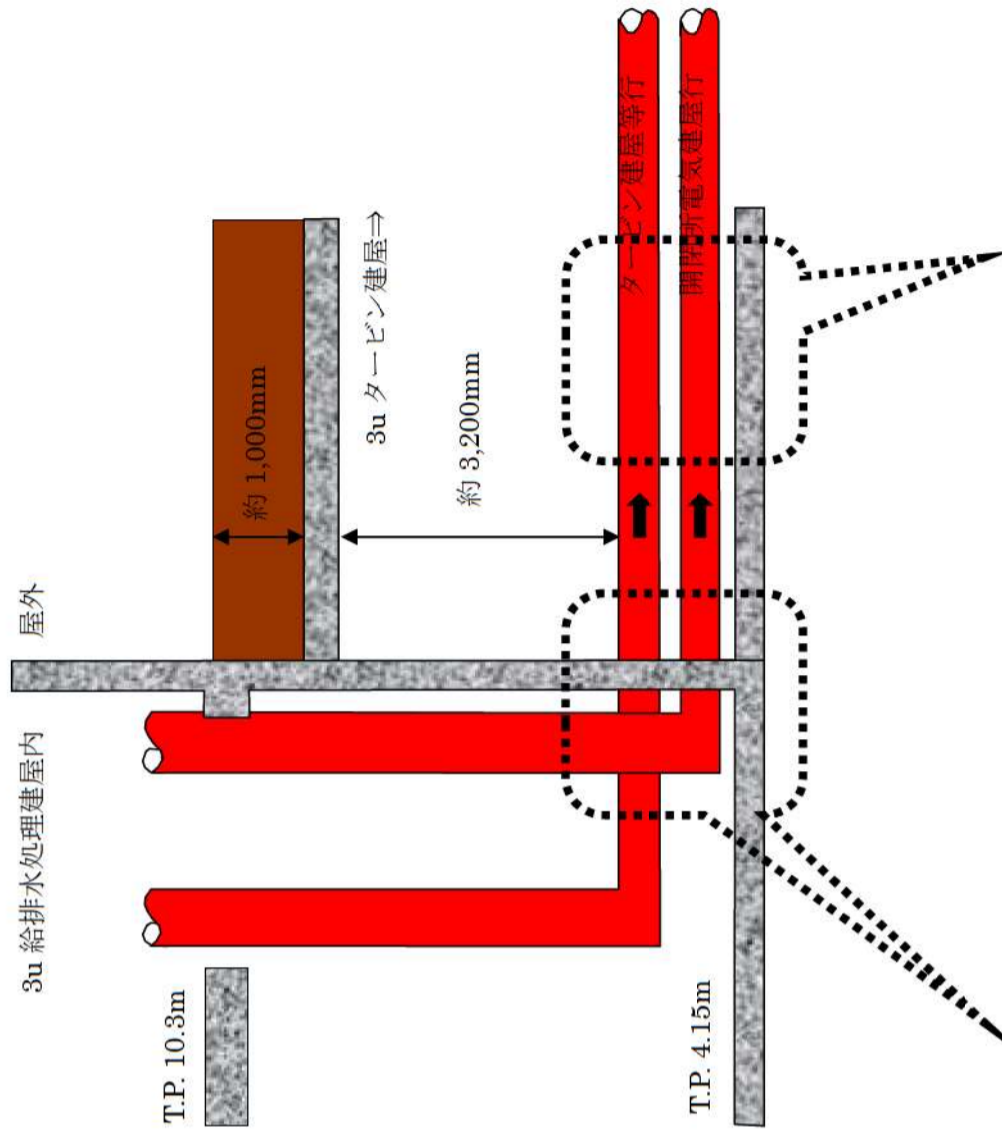 3u 給排水処理建屋内
屋外
T.P. 10.3m
約 1,000mm
3u タービン建屋⇒
約 3,200mm
タービン建屋等行
開閉所電気建屋行
T.P. 4.15m